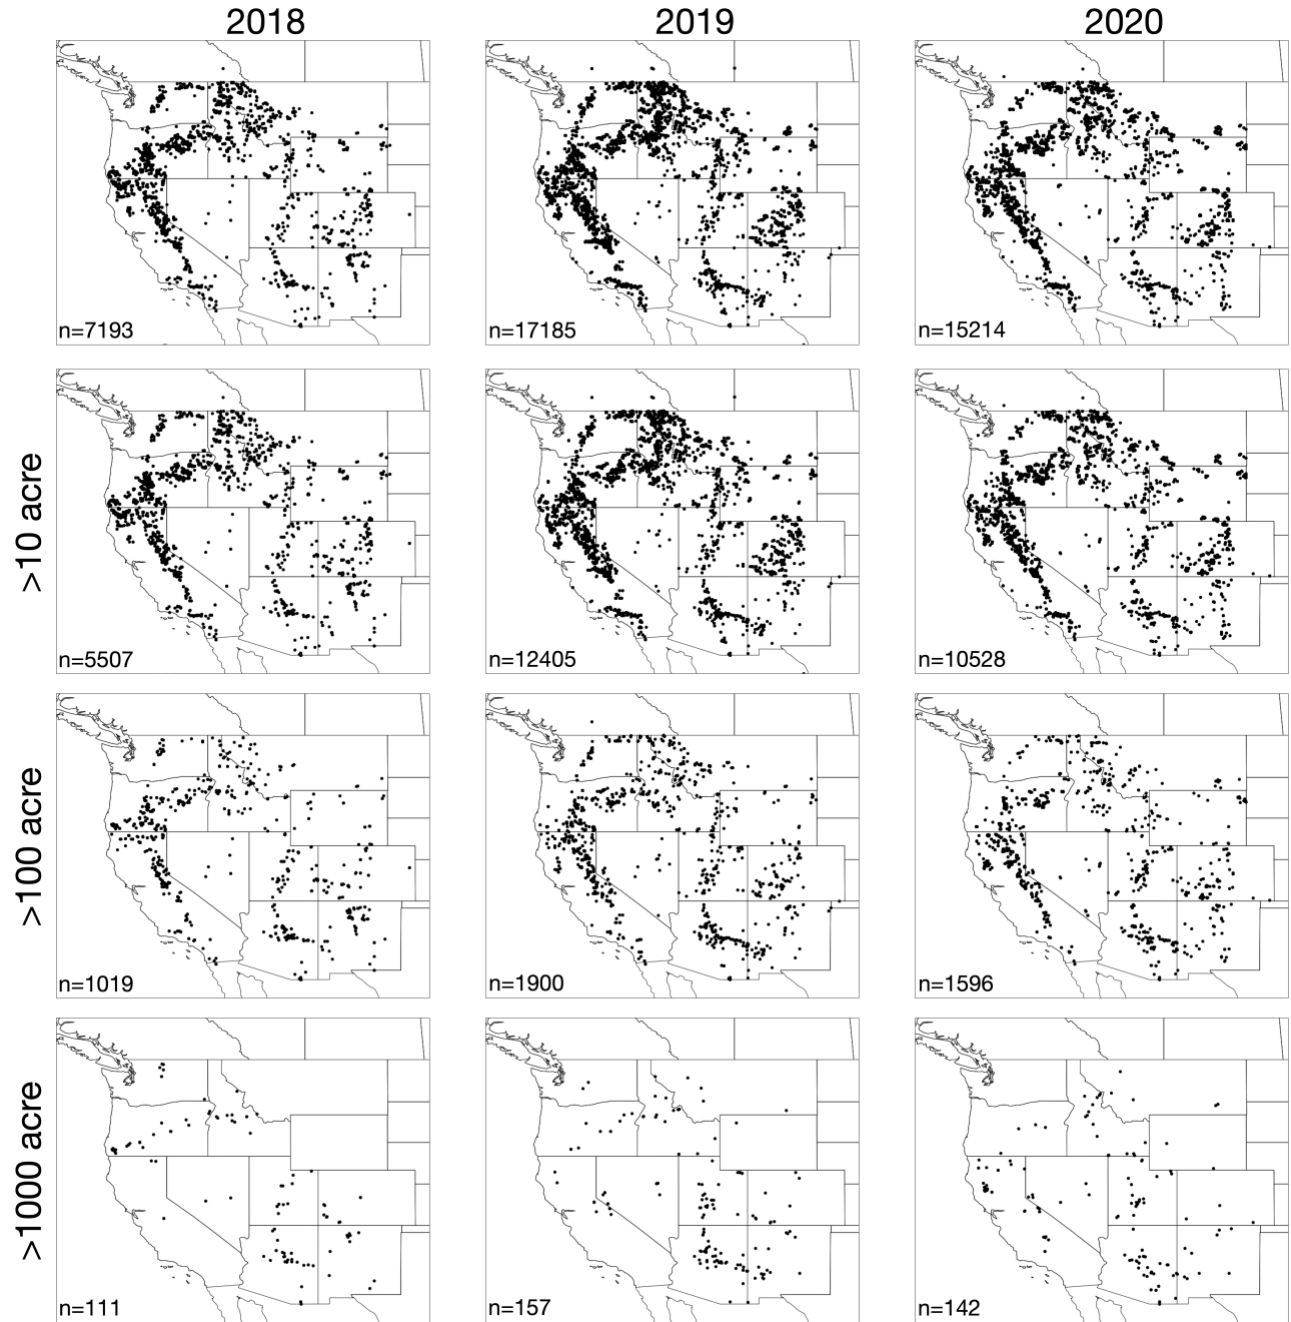 2018
2019
2020
n=7193
n=17185
n=15214
>10 acre
n=5507
n=12405
n=10528
>100 acre
n=1019
n=1900
n=1596
>1000 acre
n=111
n=157
n=142